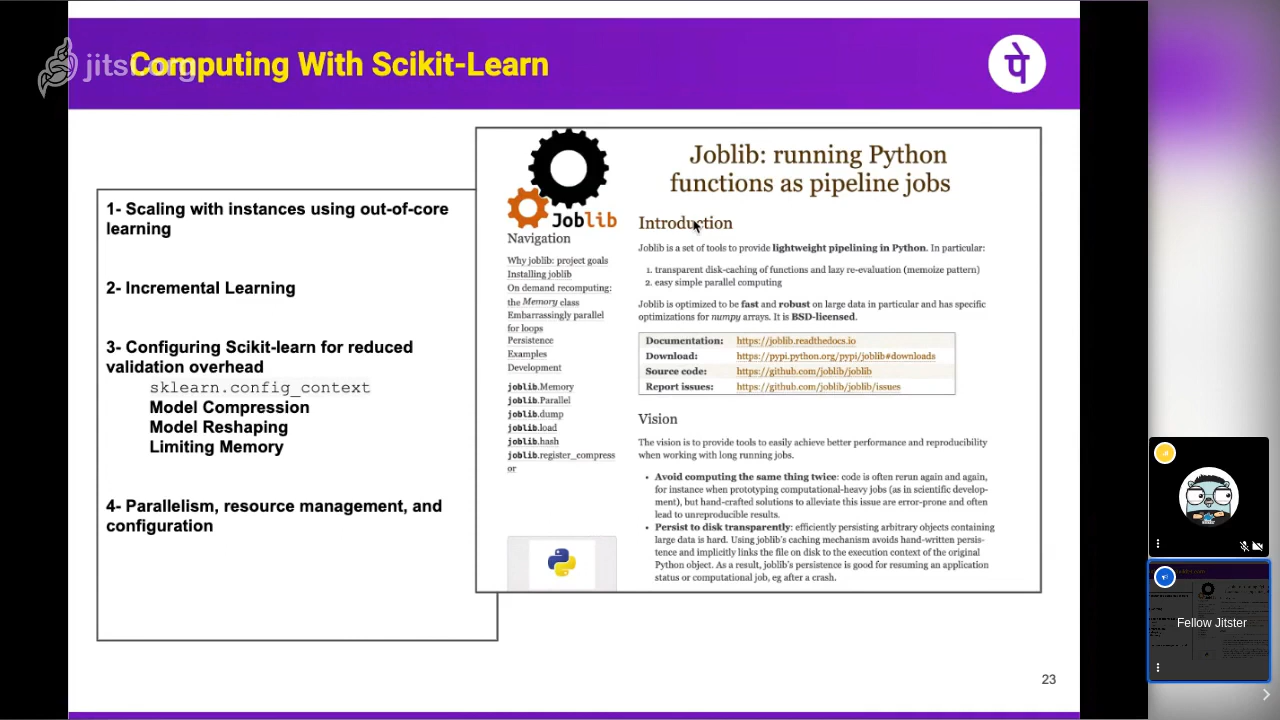 jitsi.org
Computing With Scikit-Learn
पे
1- Scaling with instances using out-of-core
learning
2- Incremental Learning
3- Configuring Scikit-learn for reduced
validation overhead
sklearn.config_context
Model Compression
Model Reshaping
Limiting Memory
4- Parallelism, resource management, and
configuration
Joblib
Navigation
Why joblib: project goals
Installing joblib
On demand recomputing:
the Memory class
Embarrassingly parallel
for loops
Persistence
Examples
Development
joblib.Memory
joblib.Parallel
joblib.dump
joblib.load
joblib.hash
joblib.register_compress
or
Joblib: running Python
functions as pipeline jobs
Introduction
Joblib is a set of tools to provide lightweight pipelining in Python. In particular:
1. transparent disk-caching of functions and lazy re-evaluation (memoize pattern)
2. easy simple parallel computing
Joblib is optimized to be fast and robust on large data in particular and has specific
optimizations for numpy arrays. It is BSD-licensed.
Documentation: https://joblib.readthedocs.io
Download: https://pypi.python.org/pypi/joblib#downloads
Source code: https://github.com/joblib/joblib
Report issues: https://github.com/joblib/joblib/issues
Vision
The vision is to provide tools to easily achieve better performance and reproducibility
when working with long running jobs.
• Avoid computing the same thing twice: code is often rerun again and again,
for instance when prototyping computational-heavy jobs (as in scientific develop-
ment), but hand-crafted solutions to alleviate this issue are error-prone and often
lead to unreproducible results.
• Persist to disk transparently: efficiently persisting arbitrary objects containing
large data is hard. Using joblib's caching mechanism avoids hand-written persis-
tence and implicitly links the file on disk to the execution context of the original
Python object. As a result, joblib's persistence is good for resuming an application
status or computational job, eg after a crash.
23
Fellow Jitster